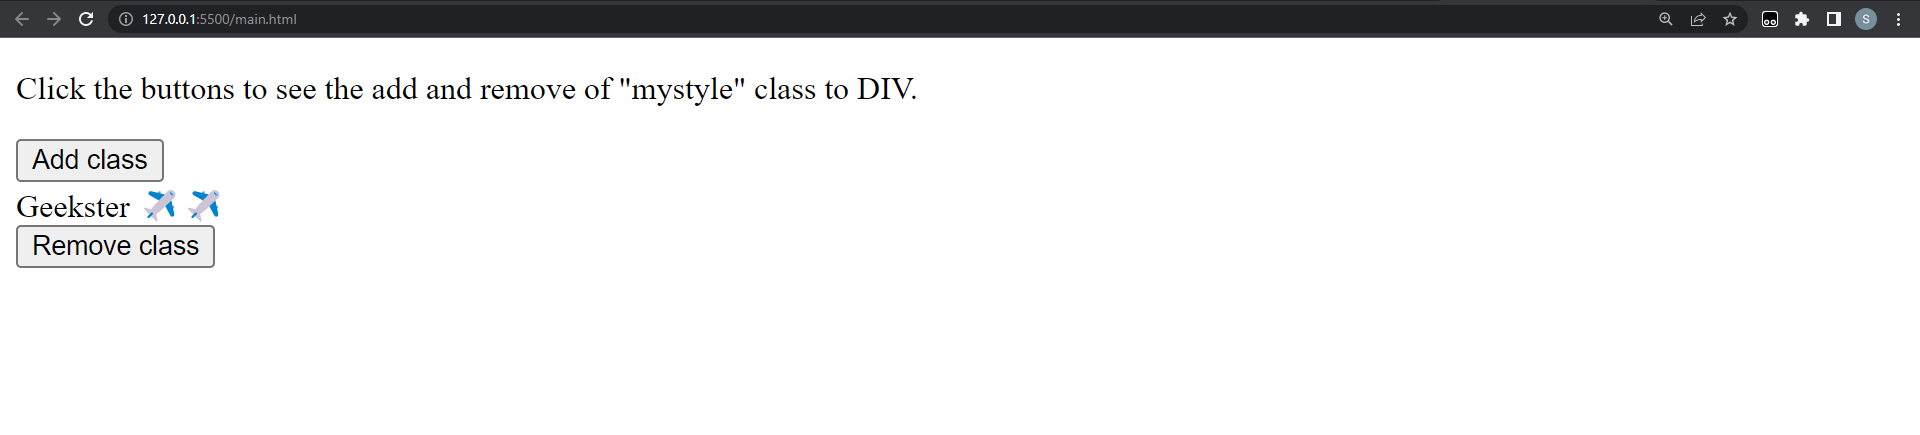 127.0.0.1:5500/main.html
S
Click the buttons to see the add and remove of "mystyle" class to DIV.
Add class
Geekster ✈️ ✈️
Remove class